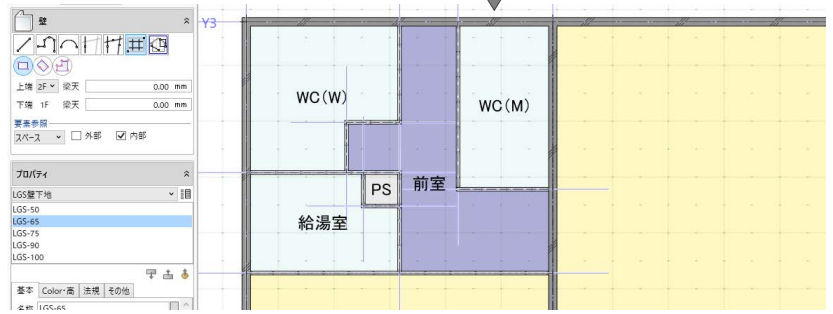 壁
上端 2F 梁天 0.00 mm
下端 1F 梁天 0.00 mm
要素参照
スペース 外部 内部
プロパティ
LGS壁下地
LGS-50
LGS-65
LGS-75
LGS-90
LGS-100
基本 Color・高 法規 その他
名称 LGS-65
Y3
WC(W)
WC(M)
PS
前室
給湯室